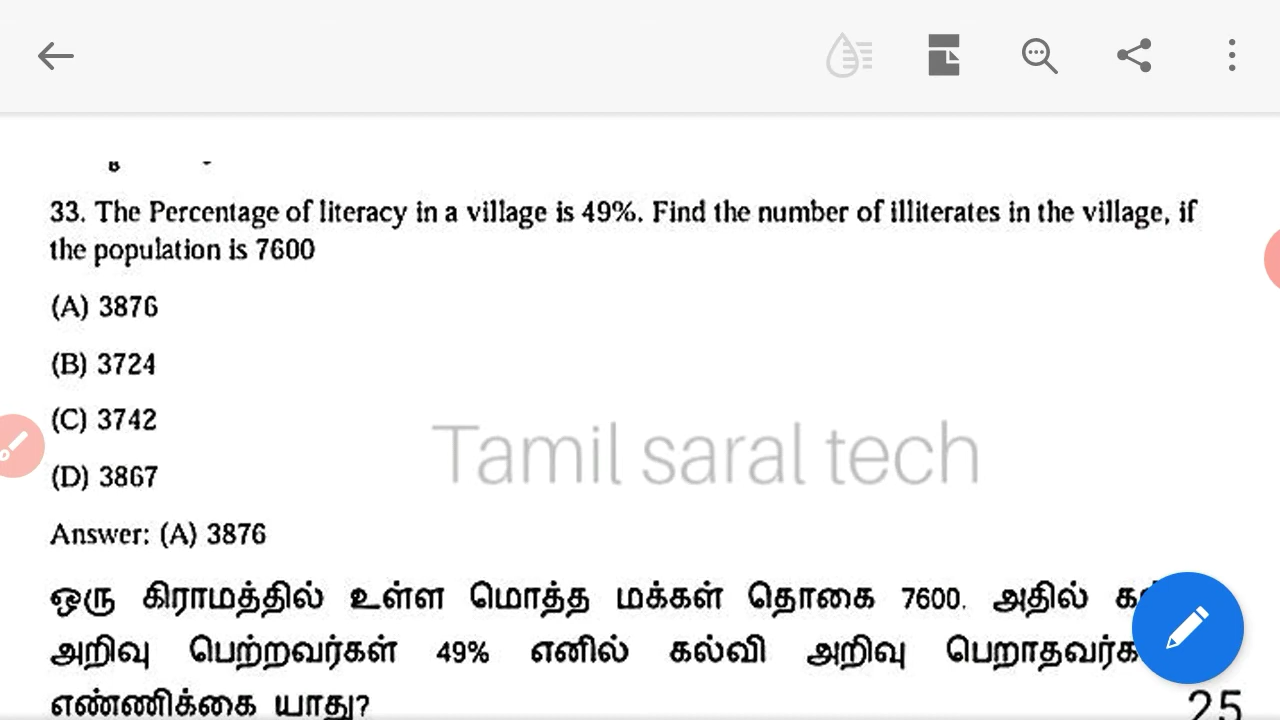 33. The Percentage of literacy in a village is 49%. Find the number of illiterates in the village, if
the population is 7600
(A) 3876
(B) 3724
(C) 3742
(D) 3867
Tamil saral tech
Answer: (A) 3876
ஒரு கிராமத்தில் உள்ள மொத்த மக்கள் தொகை 7600. அதில்
அறிவு பெற்றவர்கள் 49% எனில் கல்வி அறிவு
எண்ணிக்கை யாது?
25